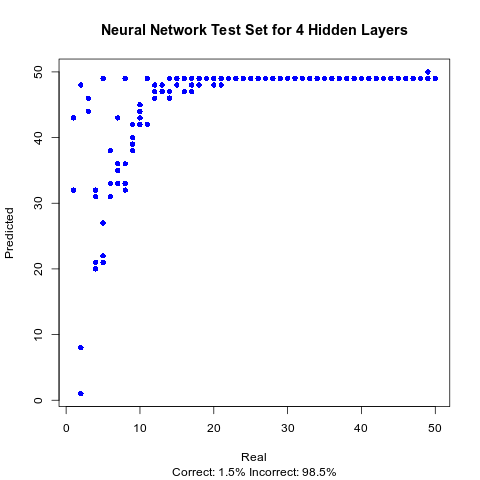 Neural Network Test Set for 4 Hidden Layers
50
40
30
20
10
0
Predicted
0 10 20 30 40 50
Real
Correct: 1.5% Incorrect: 98.5%